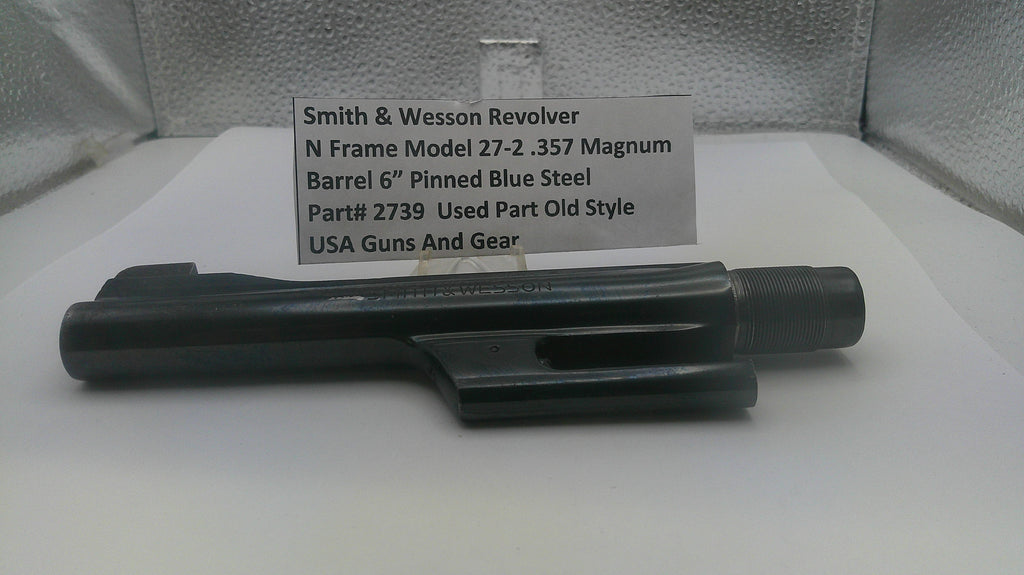 Smith & Wesson Revolver
N Frame Model 27-2 .357 Magnum
Barrel 6” Pinned Blue Steel
Part# 2739  Used Part Old Style
USA Guns And Gear
SMITH & WESSON